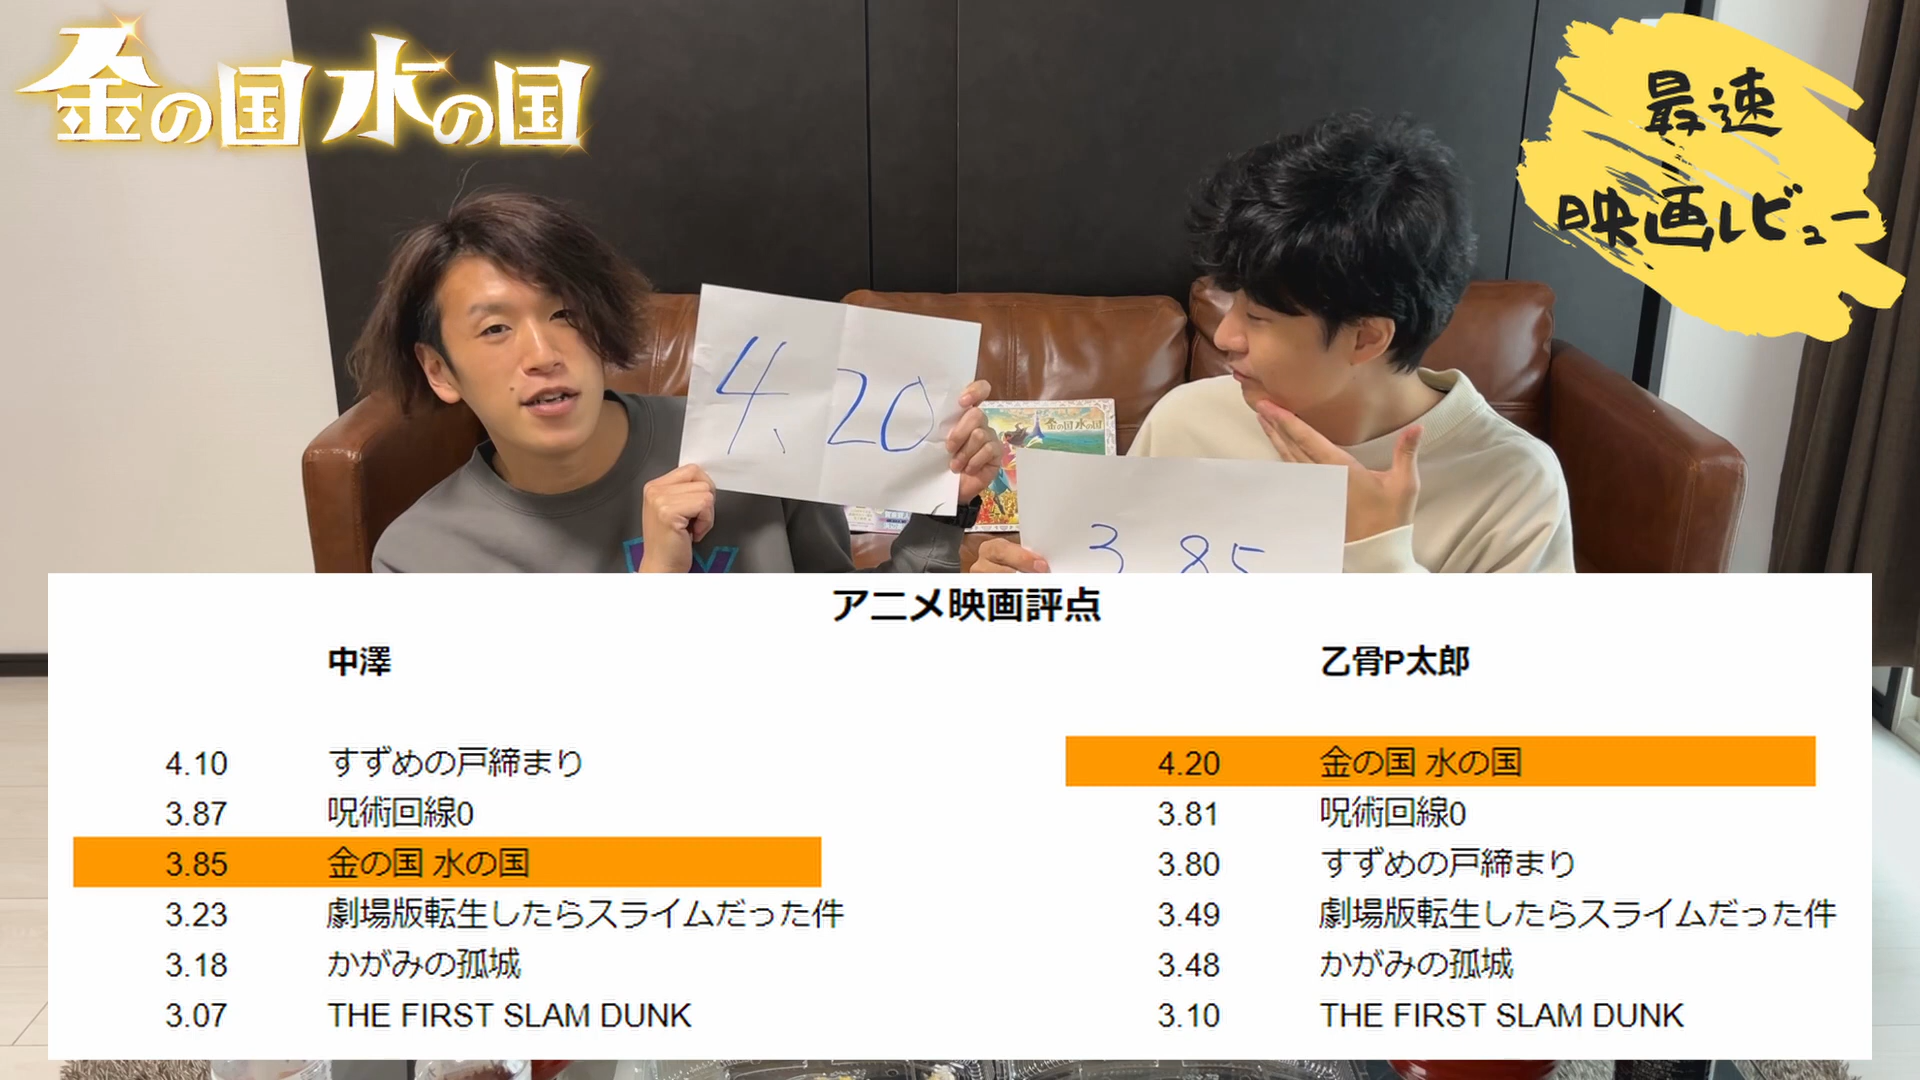 金の国 水の国
最速
映画レビュー
4.20
金の国 水の国
3.85
アニメ映画評点
中澤
乙骨P太郎
4.10 すずめの戸締まり
4.20 金の国 水の国
3.87 呪術回線0
3.81 呪術回線0
3.85 金の国 水の国
3.80 すずめの戸締まり
3.23 劇場版転生したらスライムだった件
3.49 劇場版転生したらスライムだった件
3.18 かがみの孤城
3.48 かがみの孤城
3.07 THE FIRST SLAM DUNK
3.10 THE FIRST SLAM DUNK